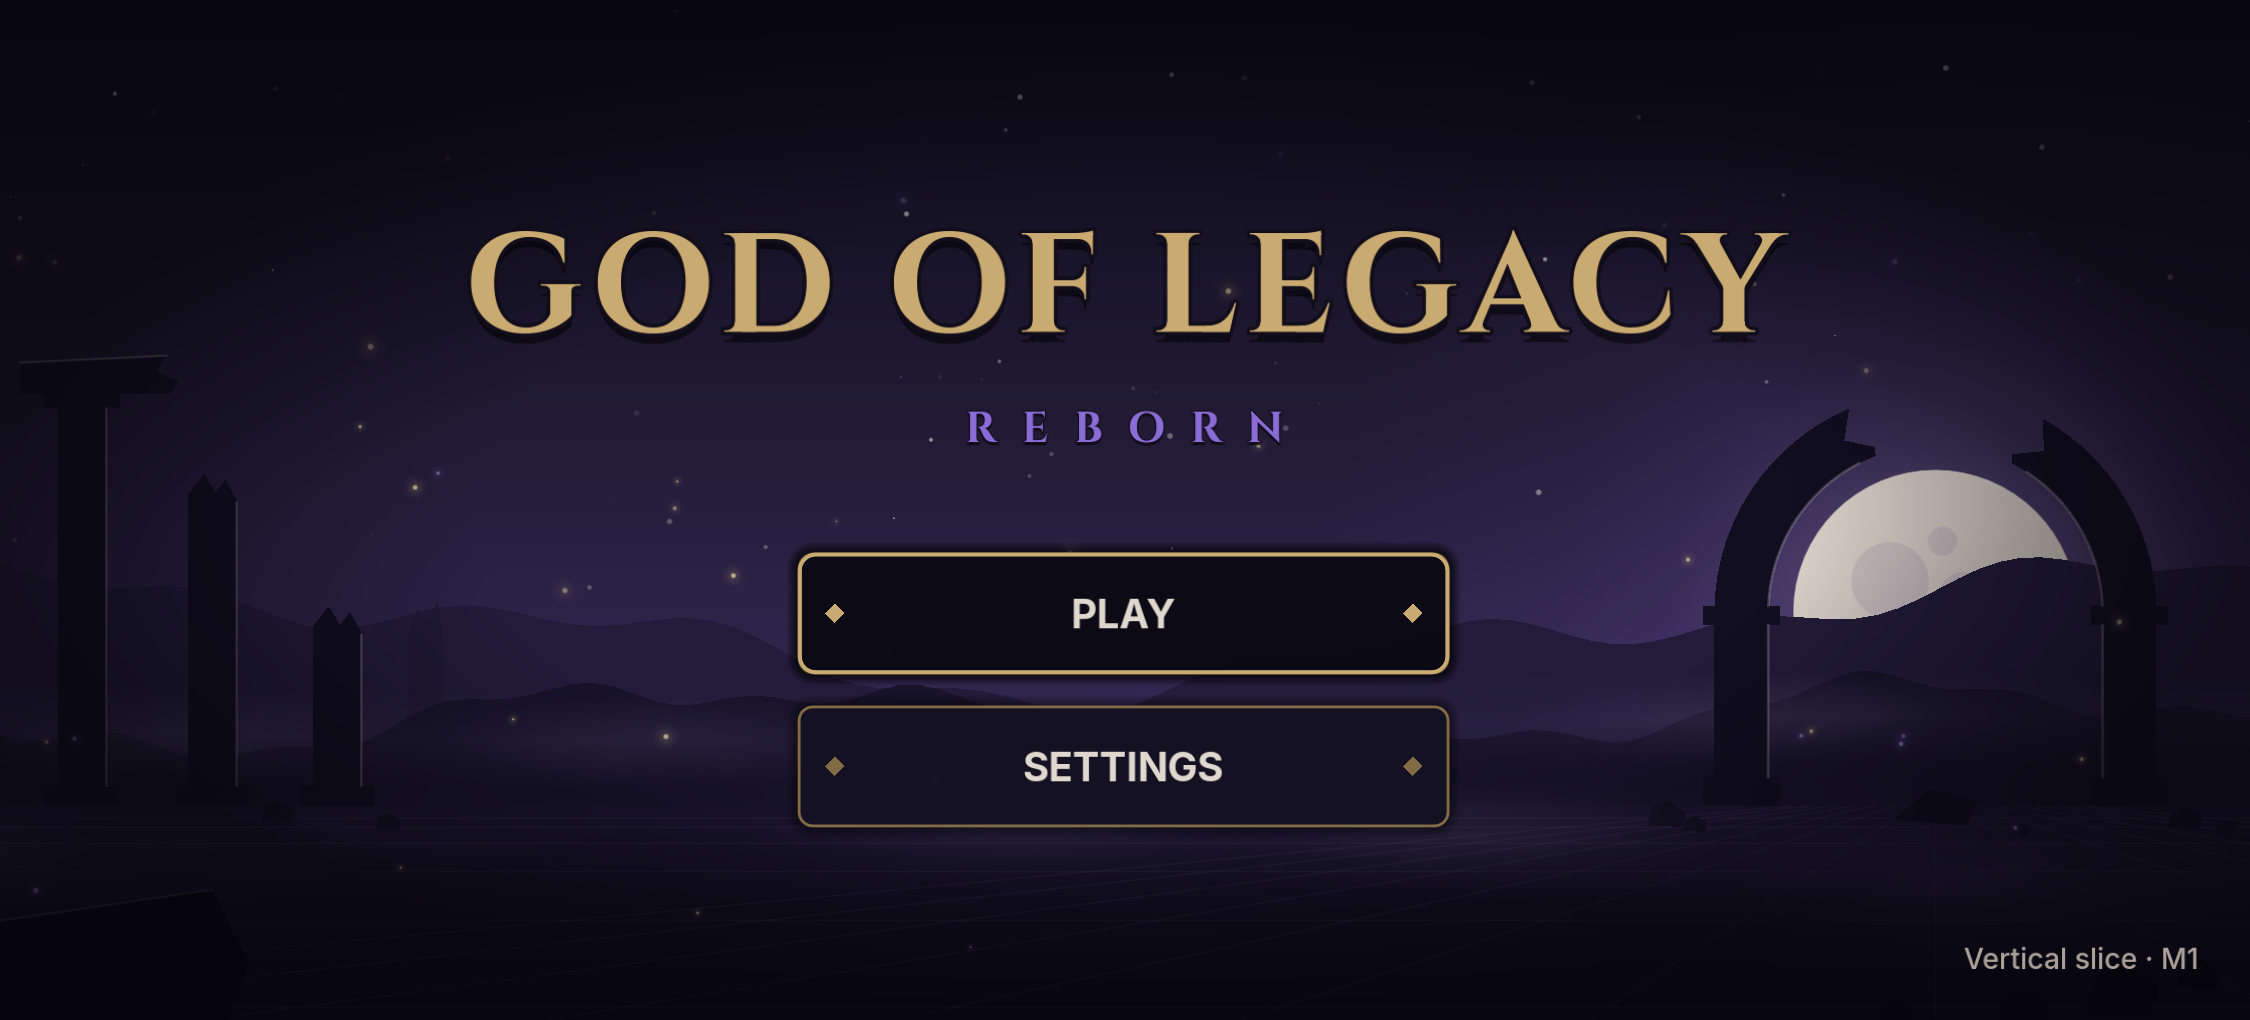 GOD OF LEGACY
REBORN
PLAY
SETTINGS
Vertical slice · M1